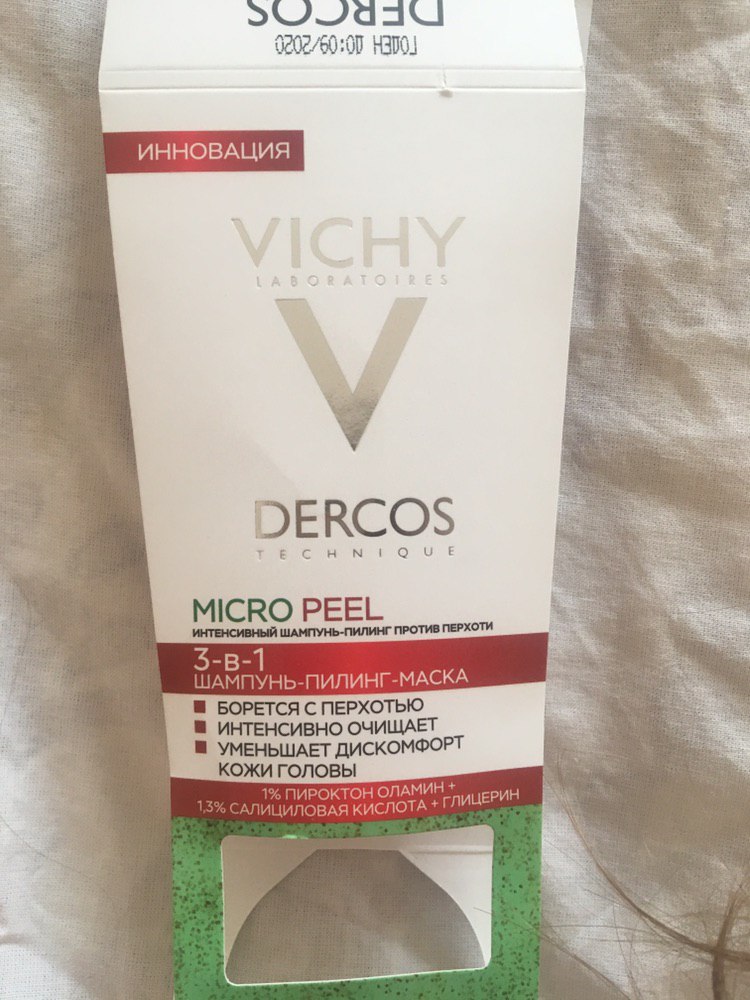 DERCOS
ГОДЕН ДО:09/2020
ИННОВАЦИЯ
VICHY
LABORATOIRES
V
DERCOS
TECHNIQUE
MICRO PEEL
ИНТЕНСИВНЫЙ ШАМПУНЬ-ПИЛИНГ ПРОТИВ ПЕРХОТИ
3-в-1
ШАМПУНЬ-ПИЛИНГ-МАСКА
БОРЕТСЯ С ПЕРХОТЬЮ
ИНТЕНСИВНО ОЧИЩАЕТ
УМЕНЬШАЕТ ДИСКОМФОРТ
КОЖИ ГОЛОВЫ
1% ПИРОКТОН ОЛАМИН +
1,3% САЛИЦИЛОВАЯ КИСЛОТА + ГЛИЦЕРИН